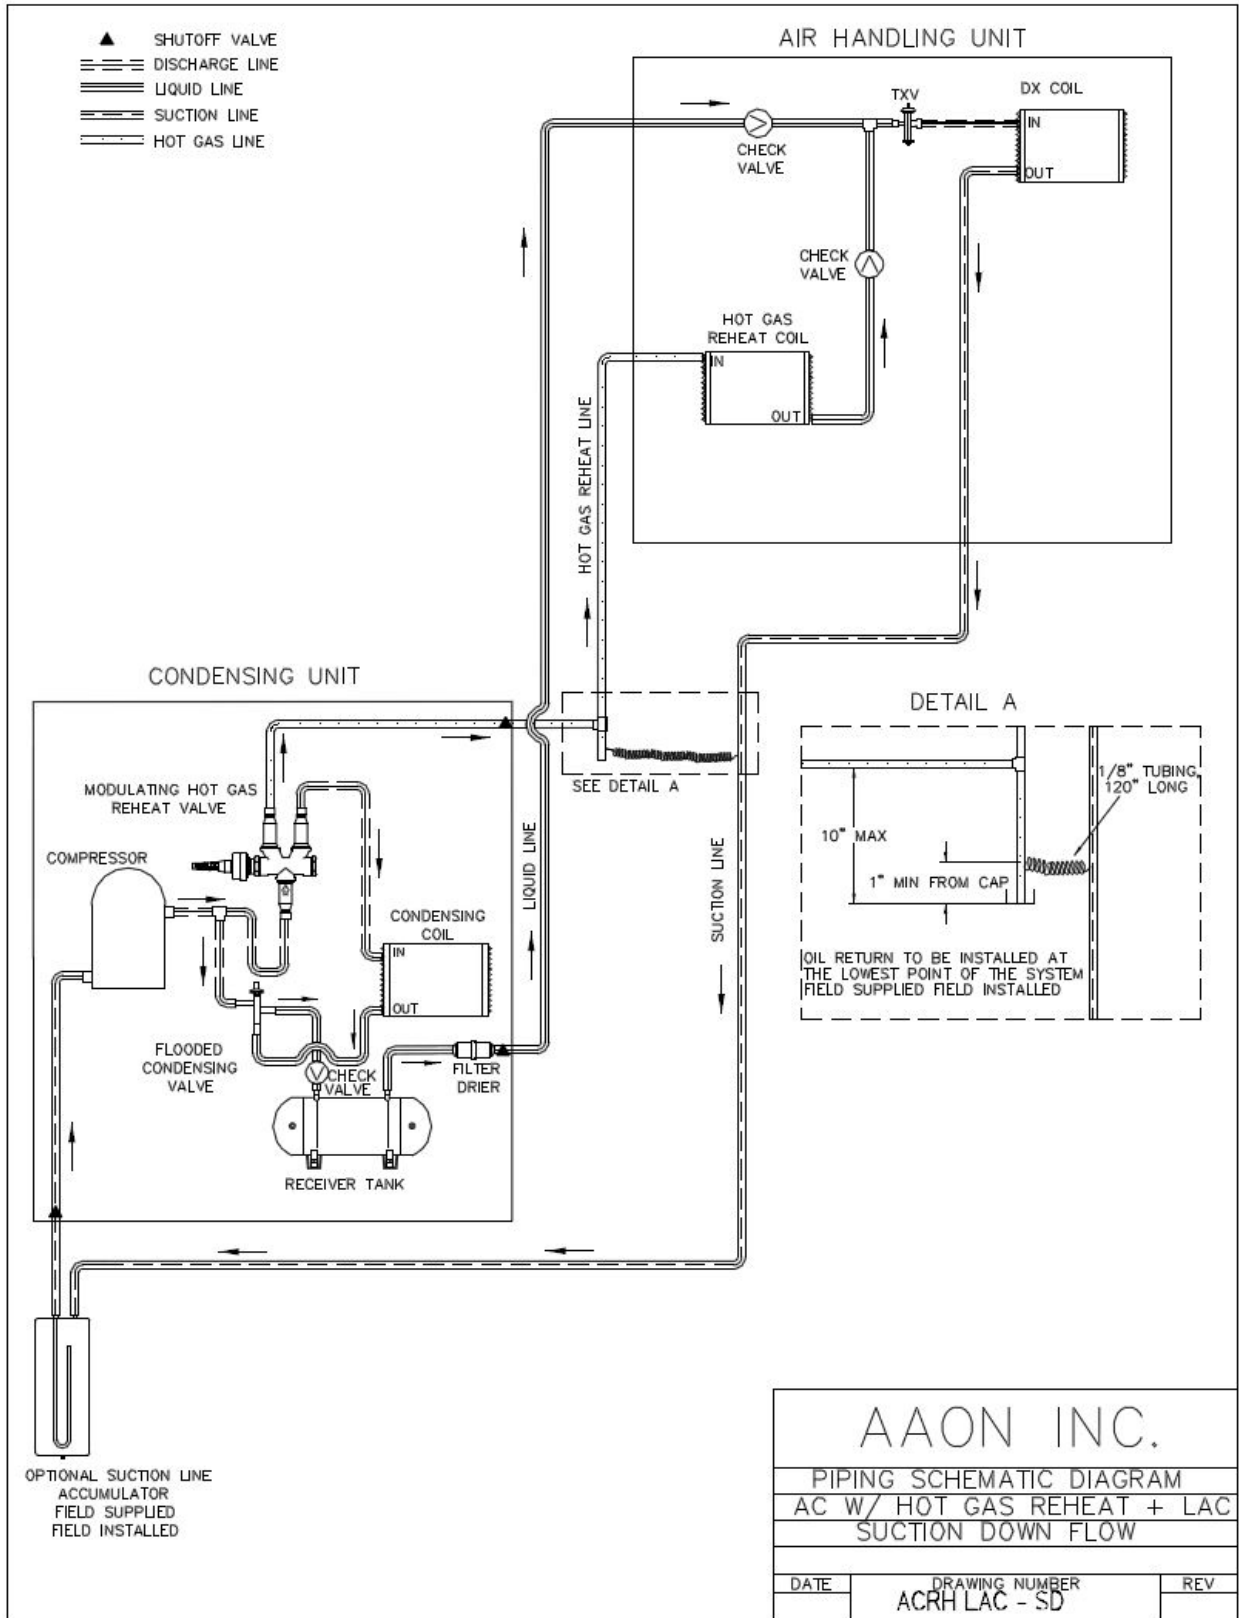 SHUTOFF VALVE
DISCHARGE LINE
LIQUID LINE
SUCTION LINE
HOT GAS LINE
AIR HANDLING UNIT
TXV
DX COIL
IN
OUT
CHECK
VALVE
CHECK
VALVE
HOT GAS
REHEAT COIL
IN
OUT
HOT GAS REHEAT LINE
CONDENSING UNIT
MODULATING HOT GAS
REHEAT VALVE
COMPRESSOR
CONDENSING
COIL
IN
OUT
FLOODED
CONDENSING
VALVE
CHECK
VALVE
FILTER
DRIER
RECEIVER TANK
LIQUID LINE
SEE DETAIL A
SUCTION LINE
DETAIL A
1/8" TUBING,
120" LONG
10" MAX
1" MIN FROM CAP
OIL RETURN TO BE INSTALLED AT
THE LOWEST POINT OF THE SYSTEM
FIELD SUPPLIED FIELD INSTALLED
OPTIONAL SUCTION LINE
ACCUMULATOR
FIELD SUPPLIED
FIELD INSTALLED
AAON INC.
PIPING SCHEMATIC DIAGRAM
AC W/ HOT GAS REHEAT + LAC
SUCTION DOWN FLOW
DATE
DRAWING NUMBER
REV
ACRH LAC - SD